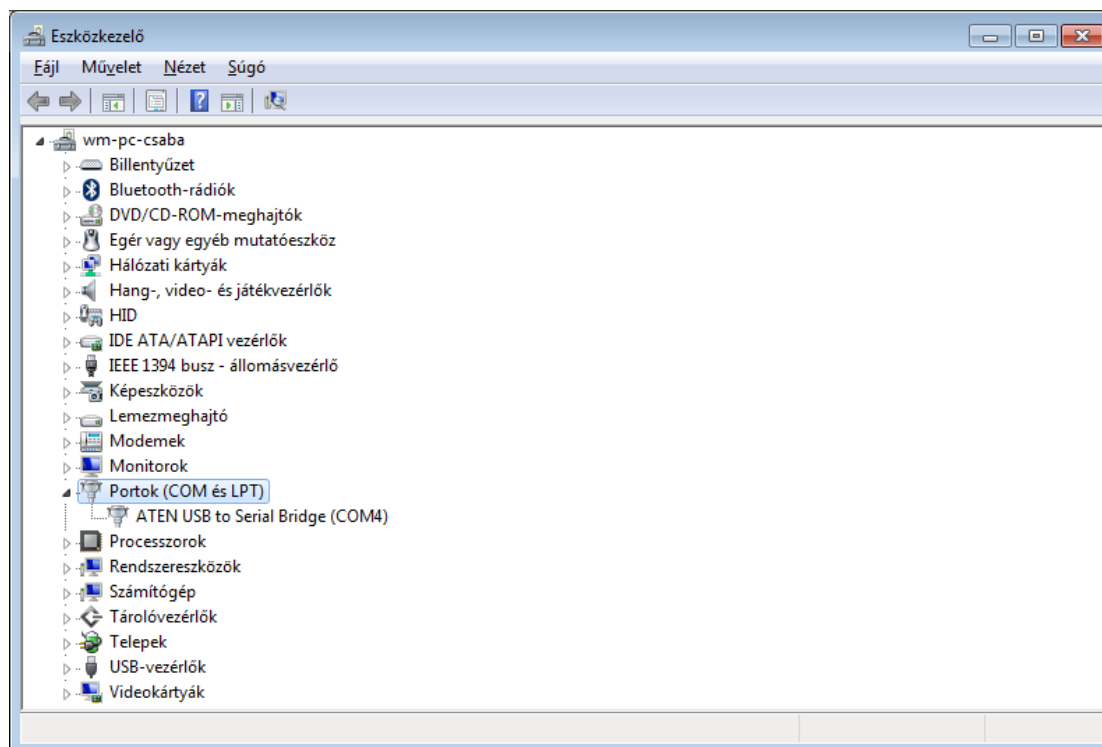 Eszközkezelő
Fájl Művelet Nézet Súgó
wm-pc-csaba
Billentyűzet
Bluetooth-rádiók
DVD/CD-ROM-meghajtók
Egér vagy egyéb mutatóeszköz
Hálózati kártyák
Hang-, video- és játékvezérlők
HID
IDE ATA/ATAPI vezérlők
IEEE 1394 busz - állomásvezérlő
Képeszközök
Lemezmeghajtó
Modemek
Monitorok
Portok (COM és LPT)
ATEN USB to Serial Bridge (COM4)
Processzorok
Rendszereszközök
Számítógép
Tárolóvezérlők
Telepek
USB-vezérlők
Videokártyák